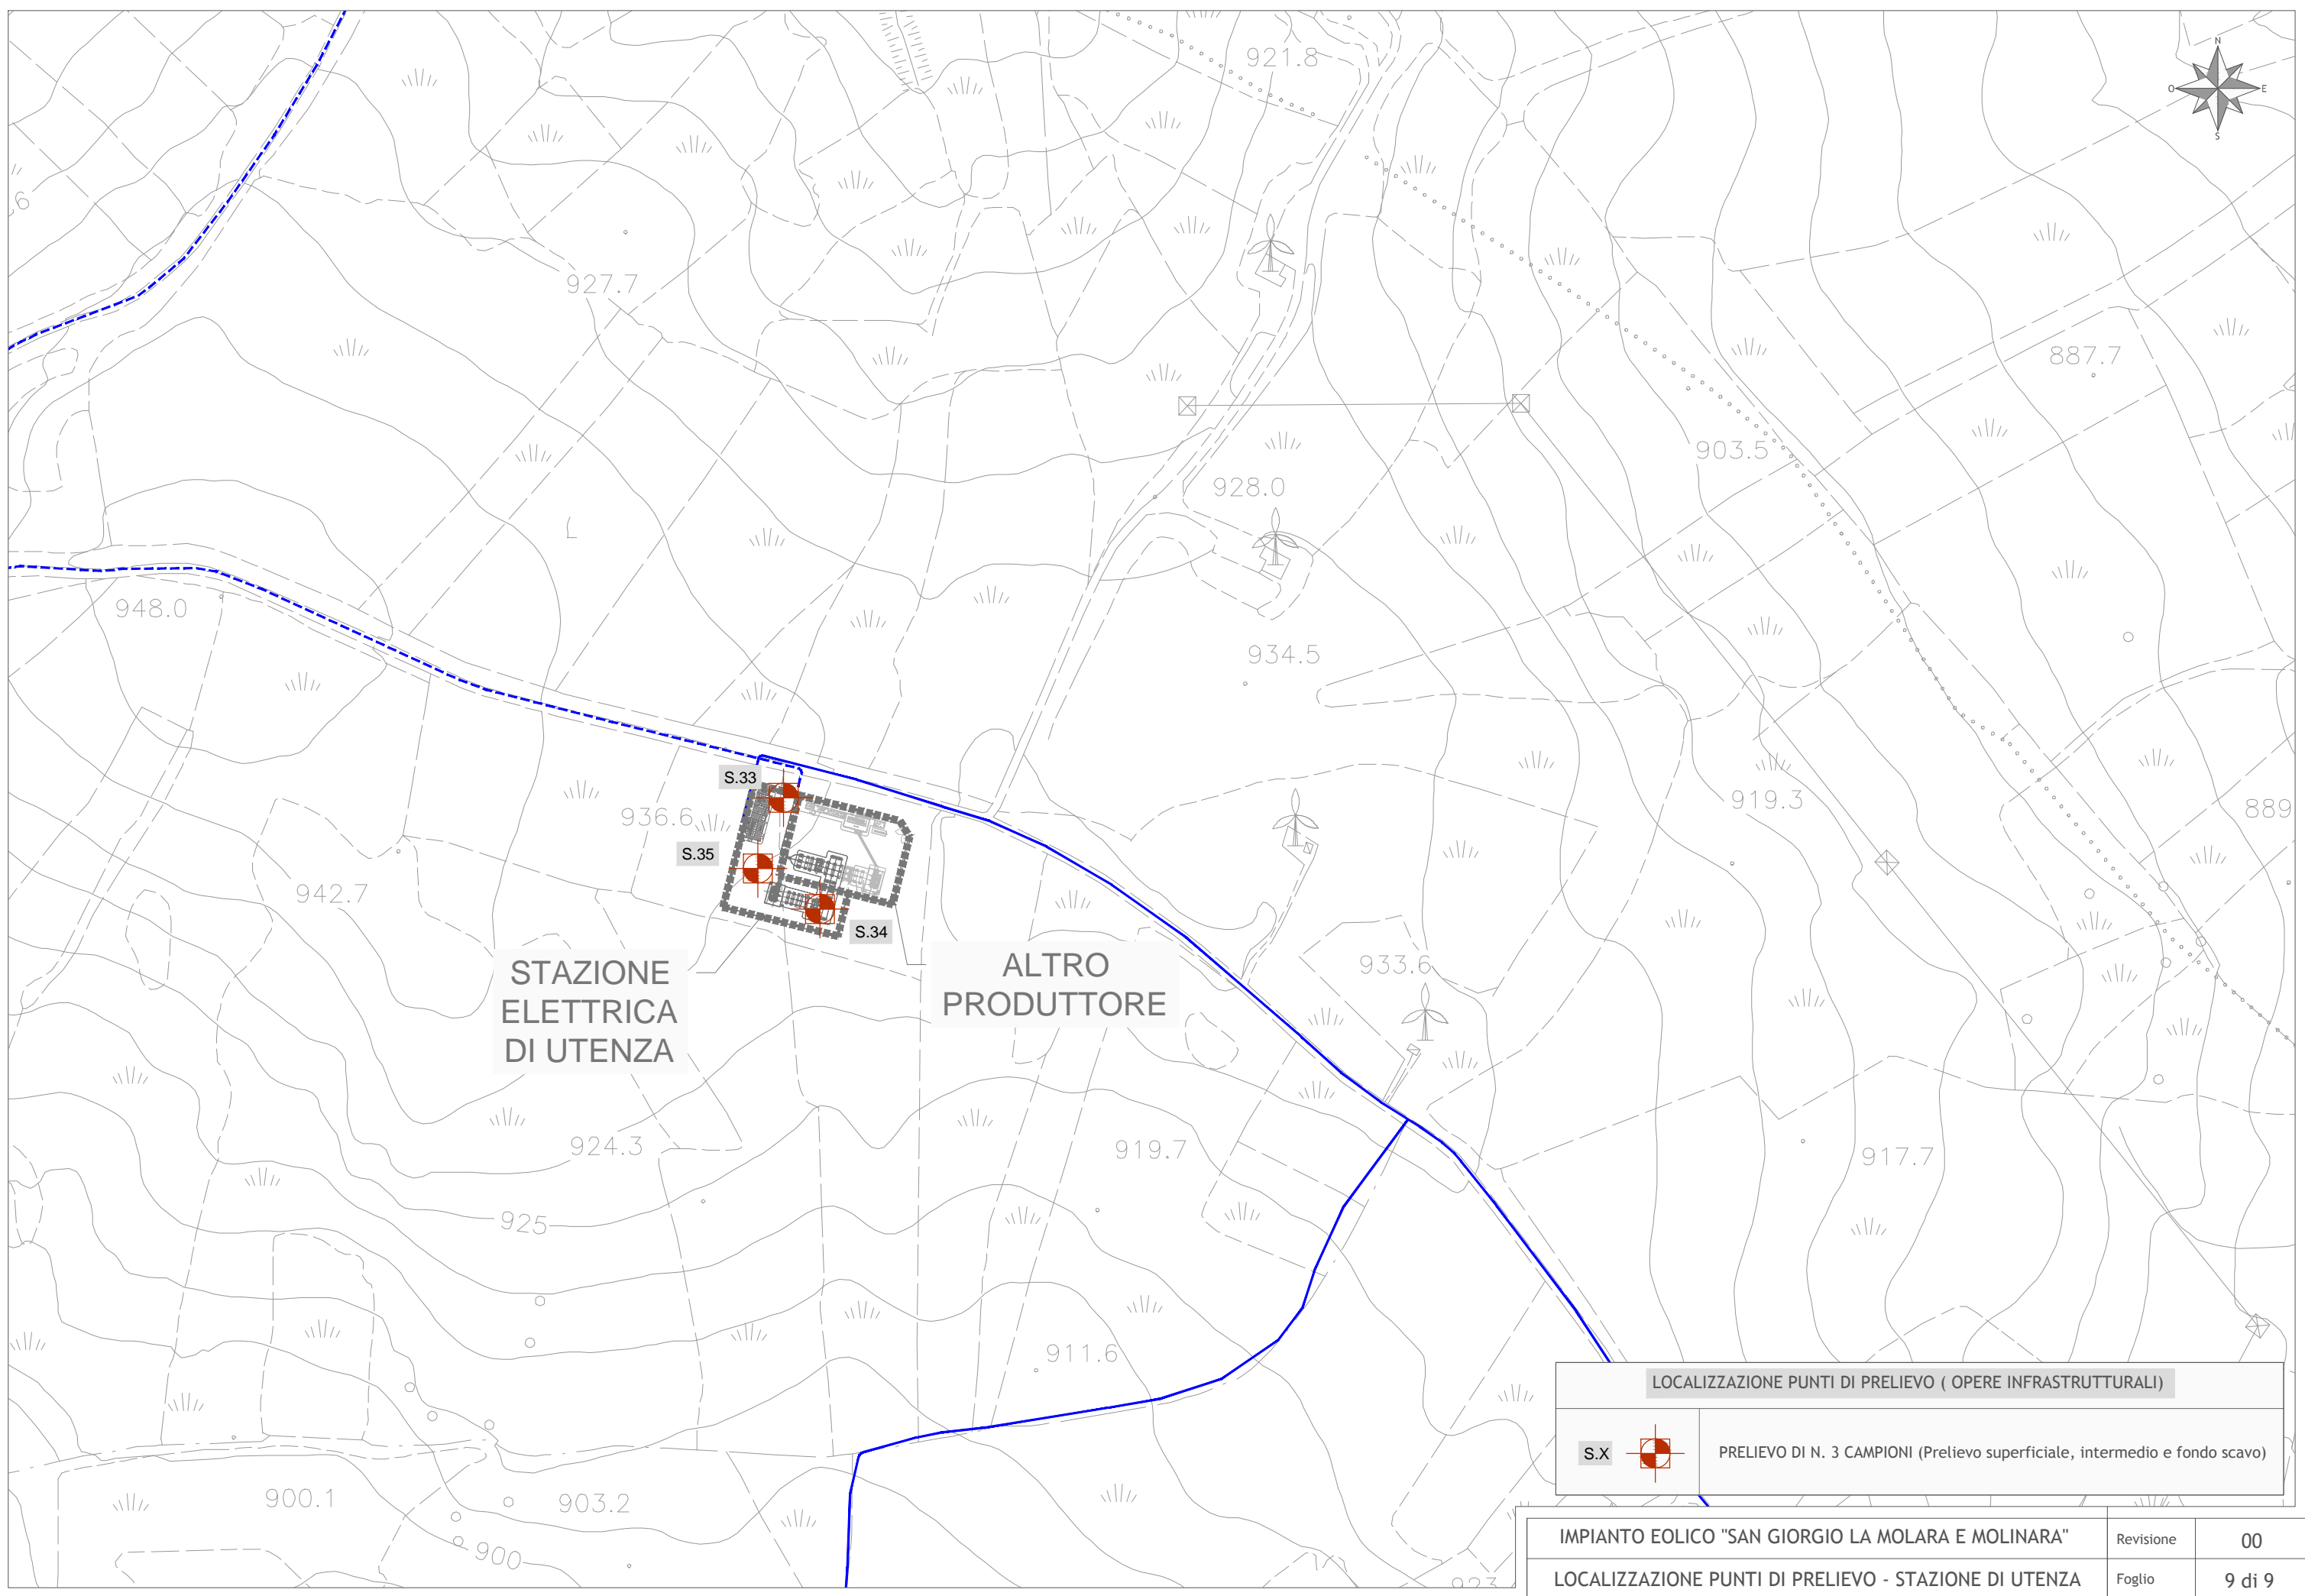 921.8
N
O
E
S
6
927.7
887.7
903.5
928.0
948.0
934.5
S.33
919.3
889
936.6
S.35
942.7
S.34
STAZIONE
ELETTRICA
DI UTENZA
ALTRO
PRODUTTORE
933.6
924.3
919.7
917.7
925
911.6
LOCALIZZAZIONE PUNTI DI PRELIEVO ( OPERE INFRASTRUTTURALI)
S.X
PRELIEVO DI N. 3 CAMPIONI (Prelievo superficiale, intermedio e fondo scavo)
900.1
903.2
900
923
IMPIANTO EOLICO "SAN GIORGIO LA MOLARA E MOLINARA"
Revisione
00
LOCALIZZAZIONE PUNTI DI PRELIEVO - STAZIONE DI UTENZA
Foglio
9 di 9